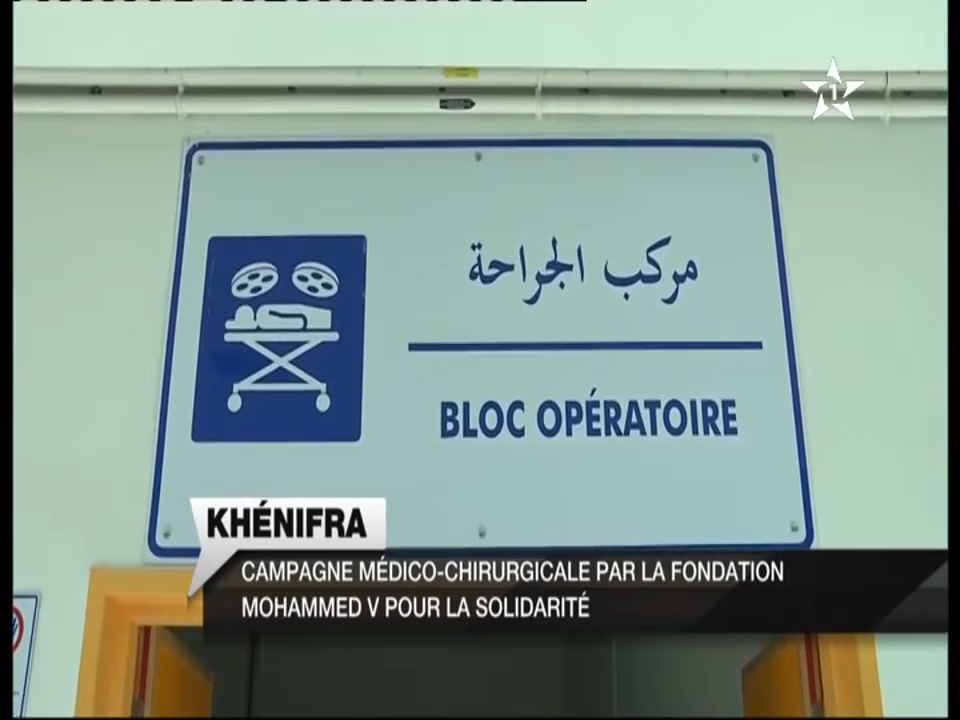 1
مركب الجراحة
BLOC OPÉRATOIRE
KHÉNIFRA
CAMPAGNE MÉDICO-CHIRURGICALE PAR LA FONDATION
MOHAMMED V POUR LA SOLIDARITÉ